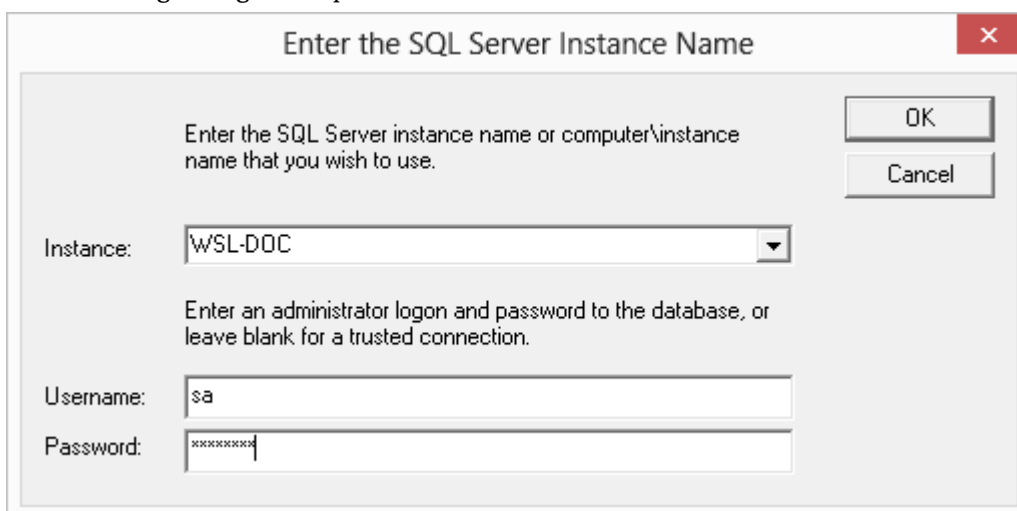 Enter the SQL Server Instance Name
OK
Enter the SQL Server instance name or computer\instance
name that you wish to use.
Cancel
Instance: WSL-DOC
Enter an administrator logon and password to the database, or
leave blank for a trusted connection.
Username: sa
Password: ********